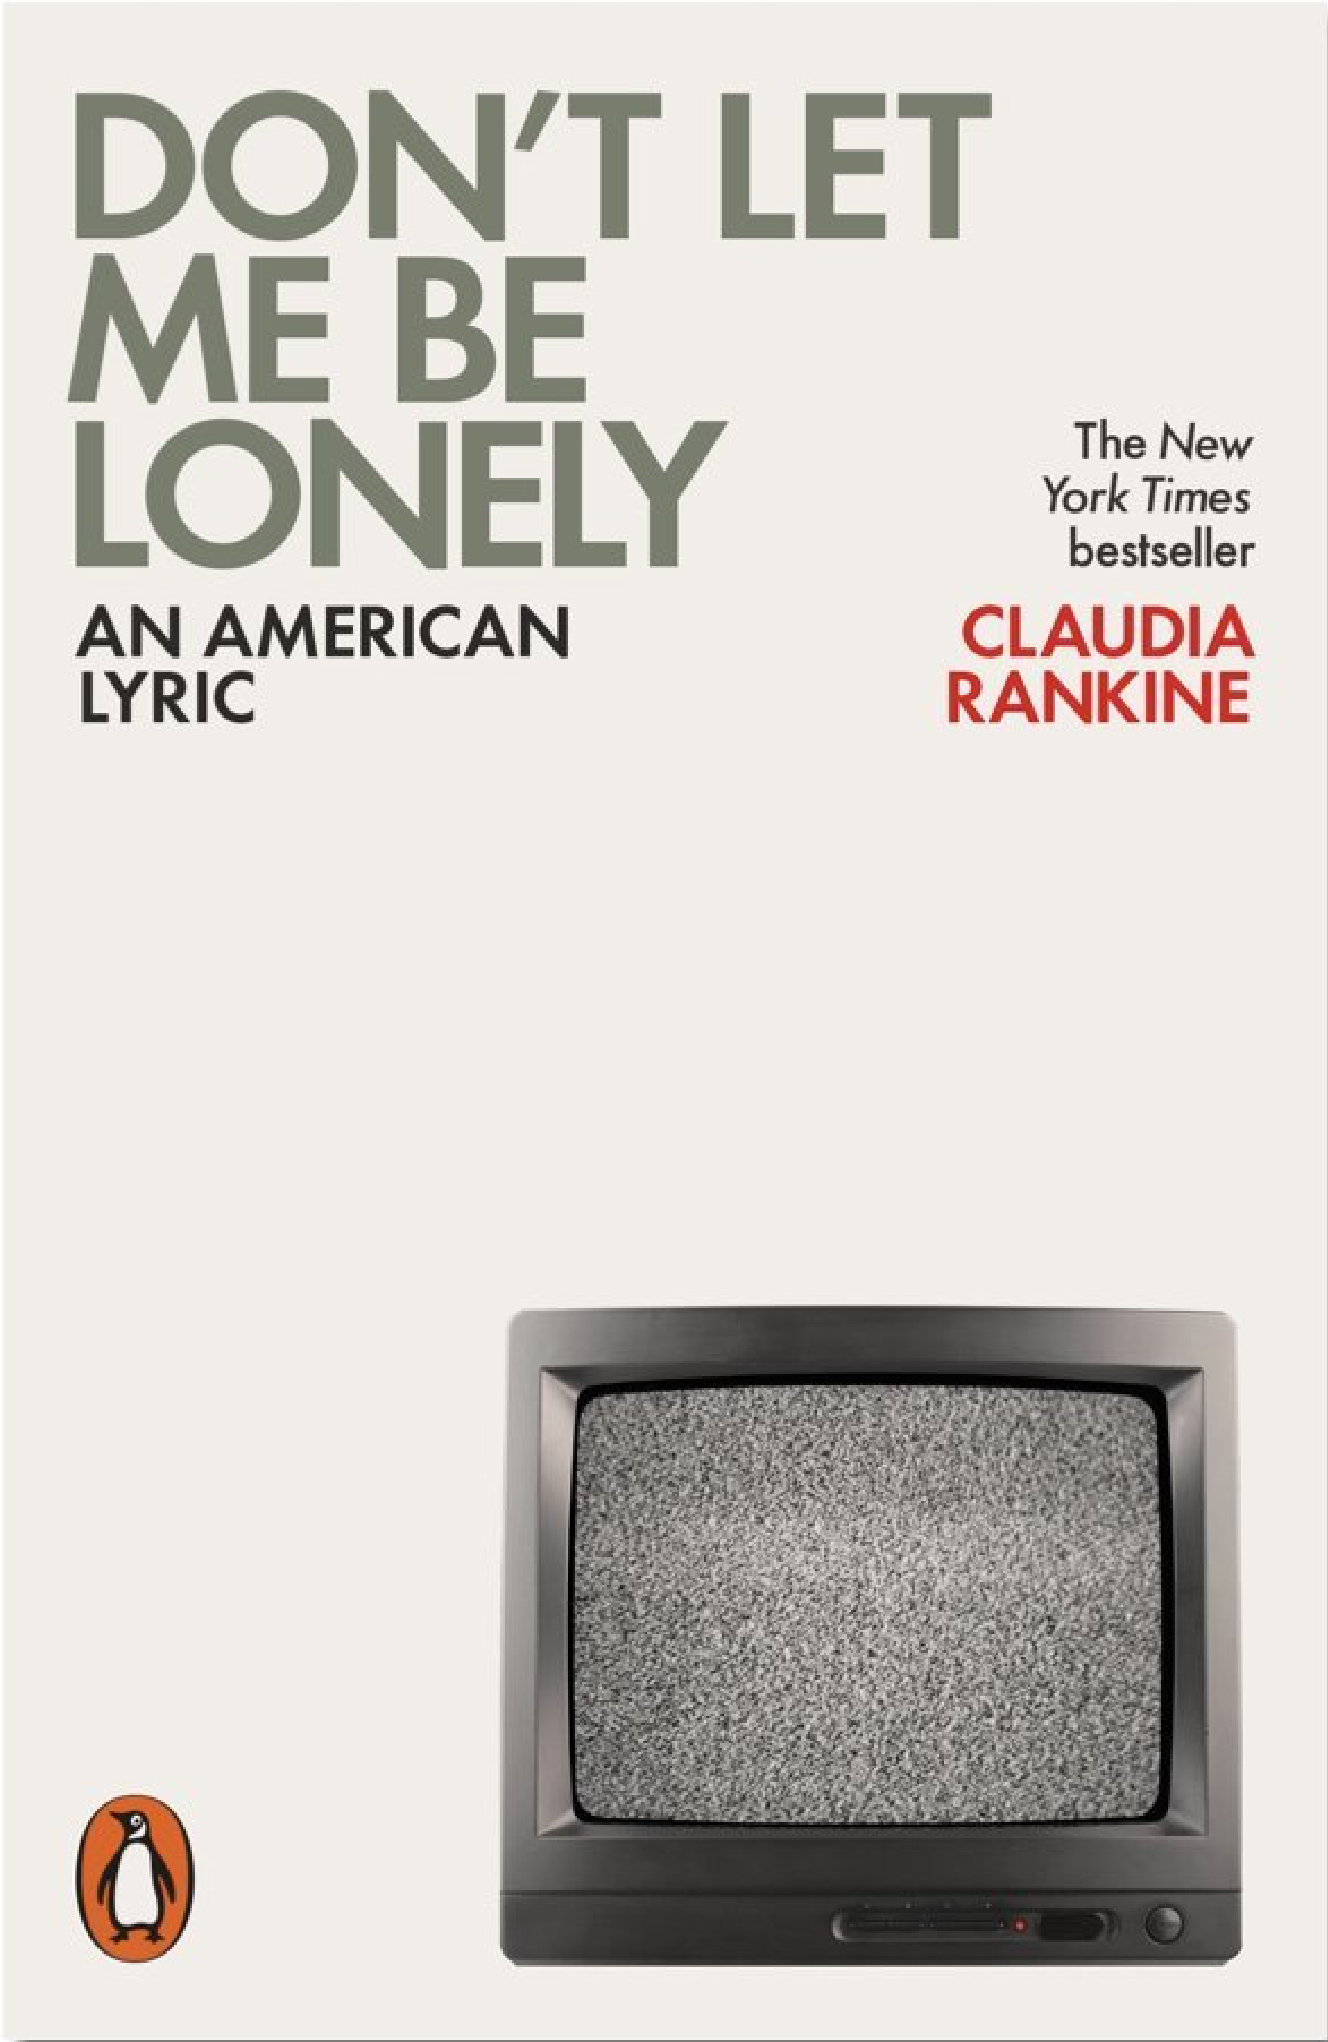 DON'T LET
ME BE
LONELY
AN AMERICAN
LYRIC
The New
York Times
bestseller
CLAUDIA
RANKINE